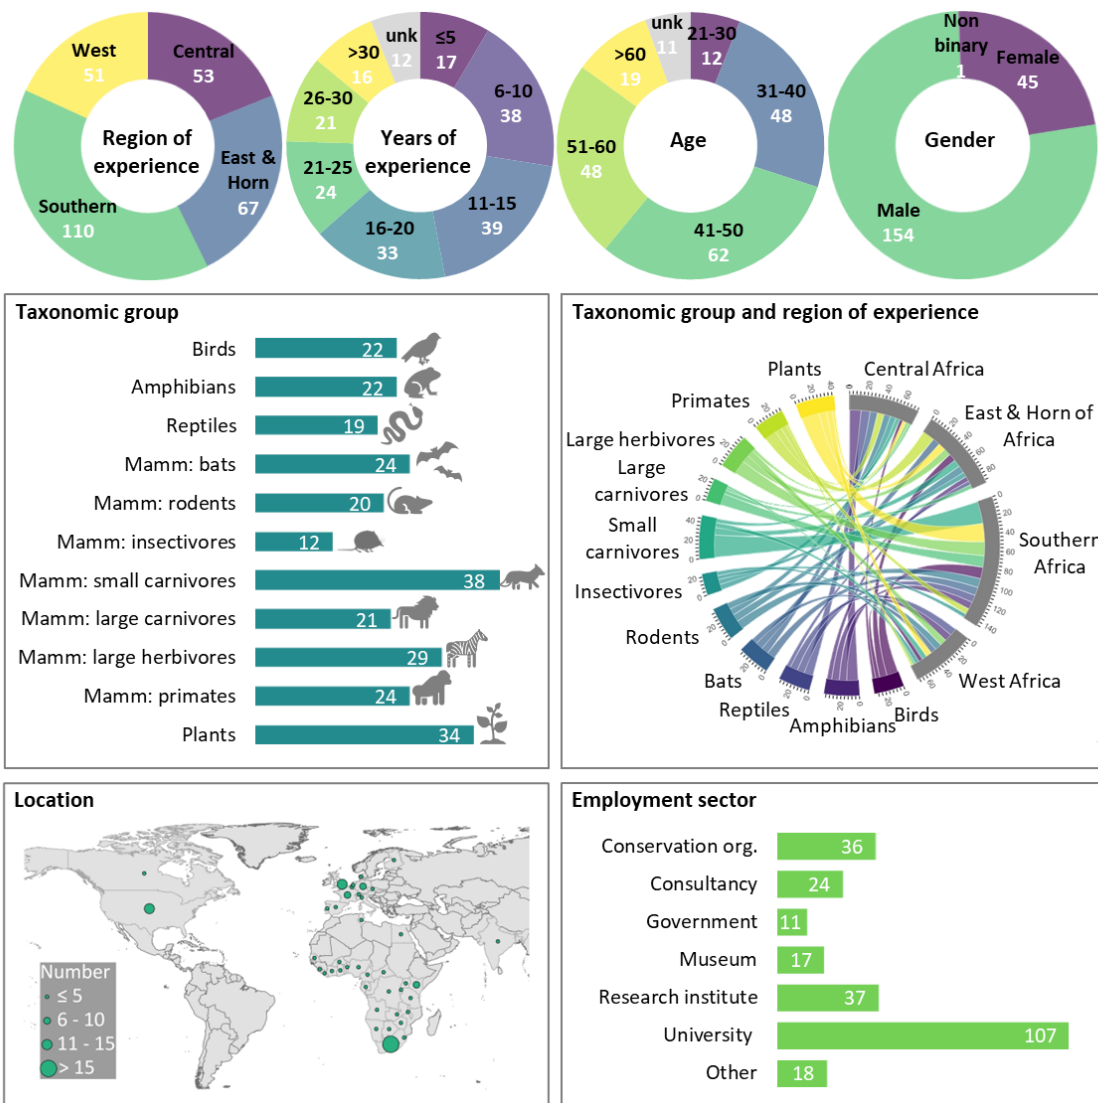 West
51
Central
53
East &
Horn
67
Southern
110
Region of
experience
unk
12
≤5
17
6-10
38
11-15
39
16-20
33
21-25
24
26-30
21
>30
16
Years of
experience
unk
11
21-30
12
31-40
48
41-50
62
51-60
48
>60
19
Age
Non
binary
1
Female
45
Male
154
Gender
Taxonomic group
Birds 22
Amphibians 22
Reptiles 19
Mamm: bats 24
Mamm: rodents 20
Mamm: insectivores 12
Mamm: small carnivores 38
Mamm: large carnivores 21
Mamm: large herbivores 29
Mamm: primates 24
Plants 34
Taxonomic group and region of experience
Plants
Central Africa
Primates
East & Horn of
Africa
Large herbivores
Large
carnivores
Small
carnivores
Southern
Africa
Insectivores
Rodents
Bats
Reptiles
Amphibians
Birds
West Africa
Location
Number
≤ 5
6 - 10
11 - 15
> 15
Employment sector
Conservation org. 36
Consultancy 24
Government 11
Museum 17
Research institute 37
University 107
Other 18